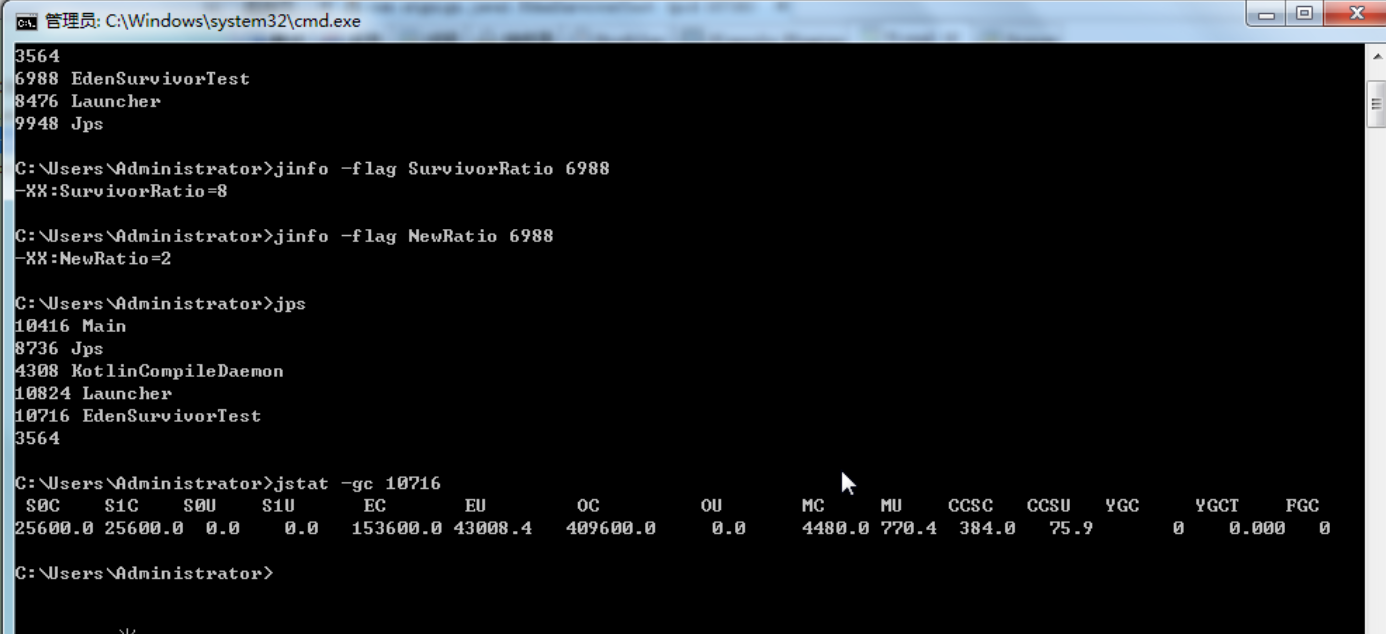 管理员: C:\Windows\system32\cmd.exe
3564
6988 EdenSurvivorTest
8476 Launcher
9948 Jps
C:\Users\Administrator>jinfo -flag SurvivorRatio 6988
-XX:SurvivorRatio=8
C:\Users\Administrator>jinfo -flag NewRatio 6988
-XX:NewRatio=2
C:\Users\Administrator>jps
10416 Main
8736 Jps
4308 KotlinCompileDaemon
10824 Launcher
10716 EdenSurvivorTest
3564
C:\Users\Administrator>jstat -gc 10716
S0C S1C S0U S1U EC EU OC OU MC MU CCSC CCSU YGC YGCT FGC
25600.0 25600.0 0.0 0.0 153600.0 43008.4 409600.0 0.0 4480.0 770.4 384.0 75.9 0 0.000 0
C:\Users\Administrator>